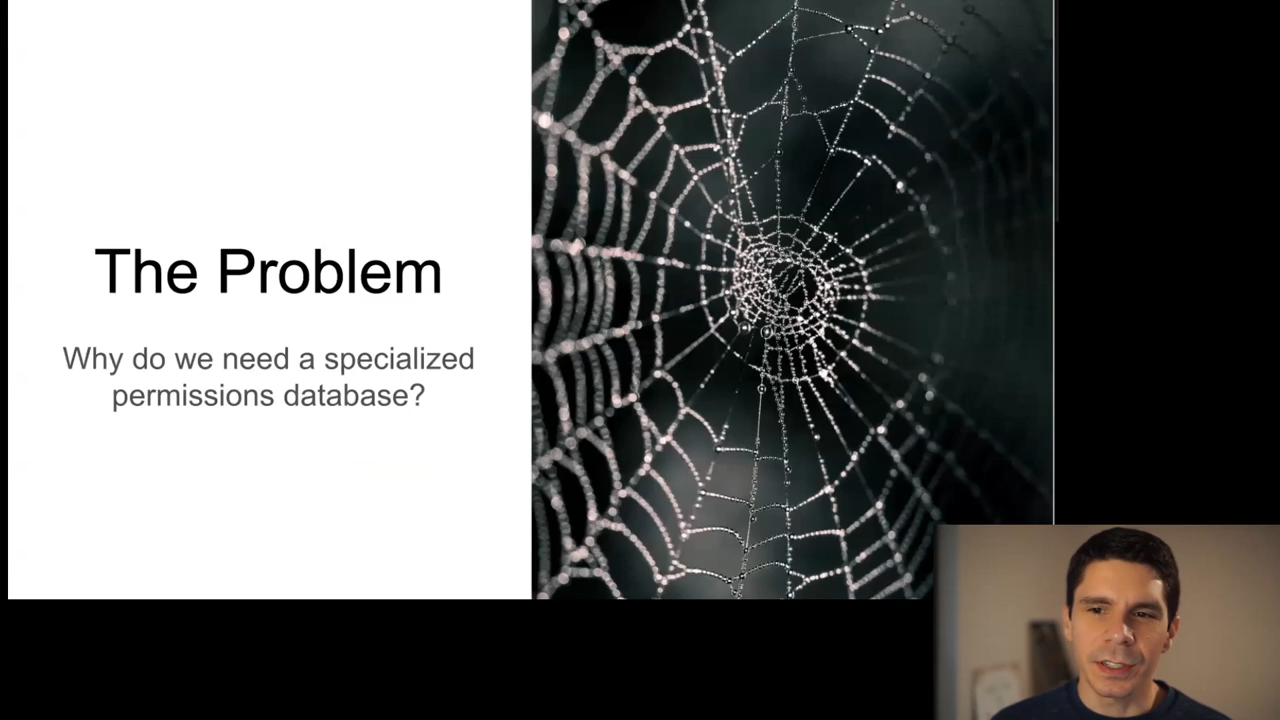 The Problem
Why do we need a specialized
permissions database?